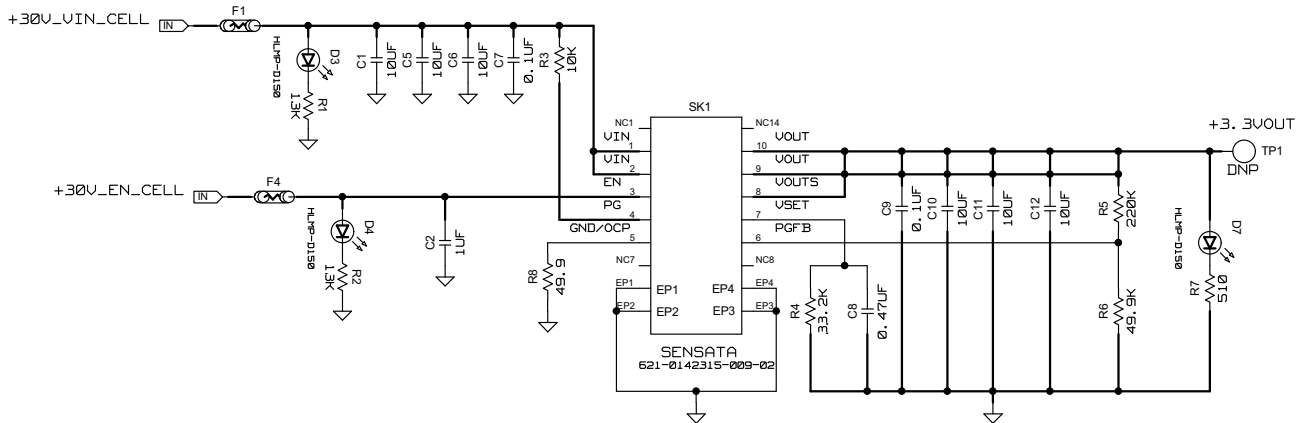 +30V_VIN_CELL
IN
F1
D3
HLMP-D150
R1
1.3K
C1
10UF
C5
10UF
C6
10UF
C7
0.1UF
R3
10K
SK1
NC1
NC14
VIN
1
VOUT
10
VIN
2
VOUT
9
EN
3
VOUTS
8
PG
4
VSET
7
GND/OCP
5
PGFB
6
NC7
NC8
EP1
EP1
EP4
EP4
EP2
EP2
EP3
EP3
SENSATA
621-0142315-009-02
+30V_EN_CELL
IN
F4
D4
HLMP-D150
R2
1.3K
C2
1UF
R8
49.9
R4
33.2K
C8
0.47UF
C9
0.1UF
C10
10UF
C11
10UF
C12
10UF
R5
220K
R6
49.9K
D7
HLMP-D150
R7
510
+3.3VOUT
TP1
DNP